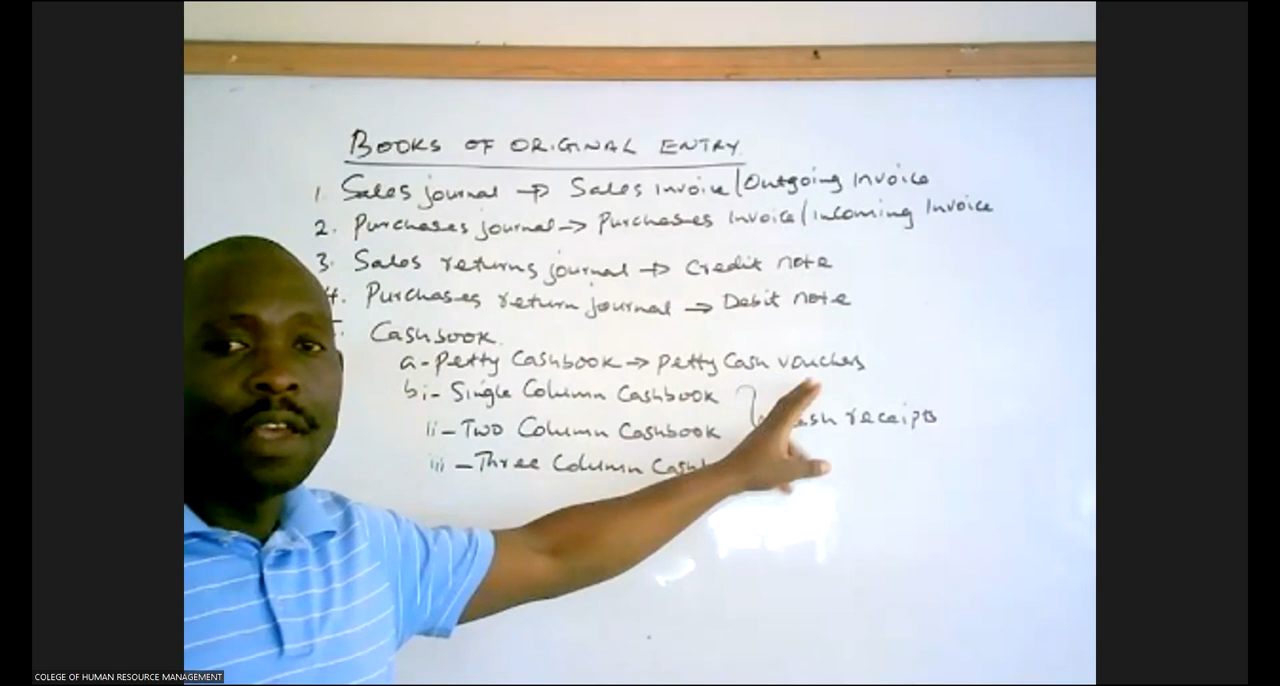 BOOKS OF ORIGINAL ENTRY
1. Sales journal → Sales invoice/Outgoing Invoice
2. Purchases journal → Purchases Invoice/Incoming Invoice
3. Sales returns journal → Credit note
4. Purchases return journal → Debit note
Cashbook.
a- Petty Cashbook → Petty Cash vouchers
bi- Single Column Cashbook
receipts
ii- Two Column Cashbook
iii- Three Column
COLEGE OF HUMAN RESOURCE MANAGEMENT